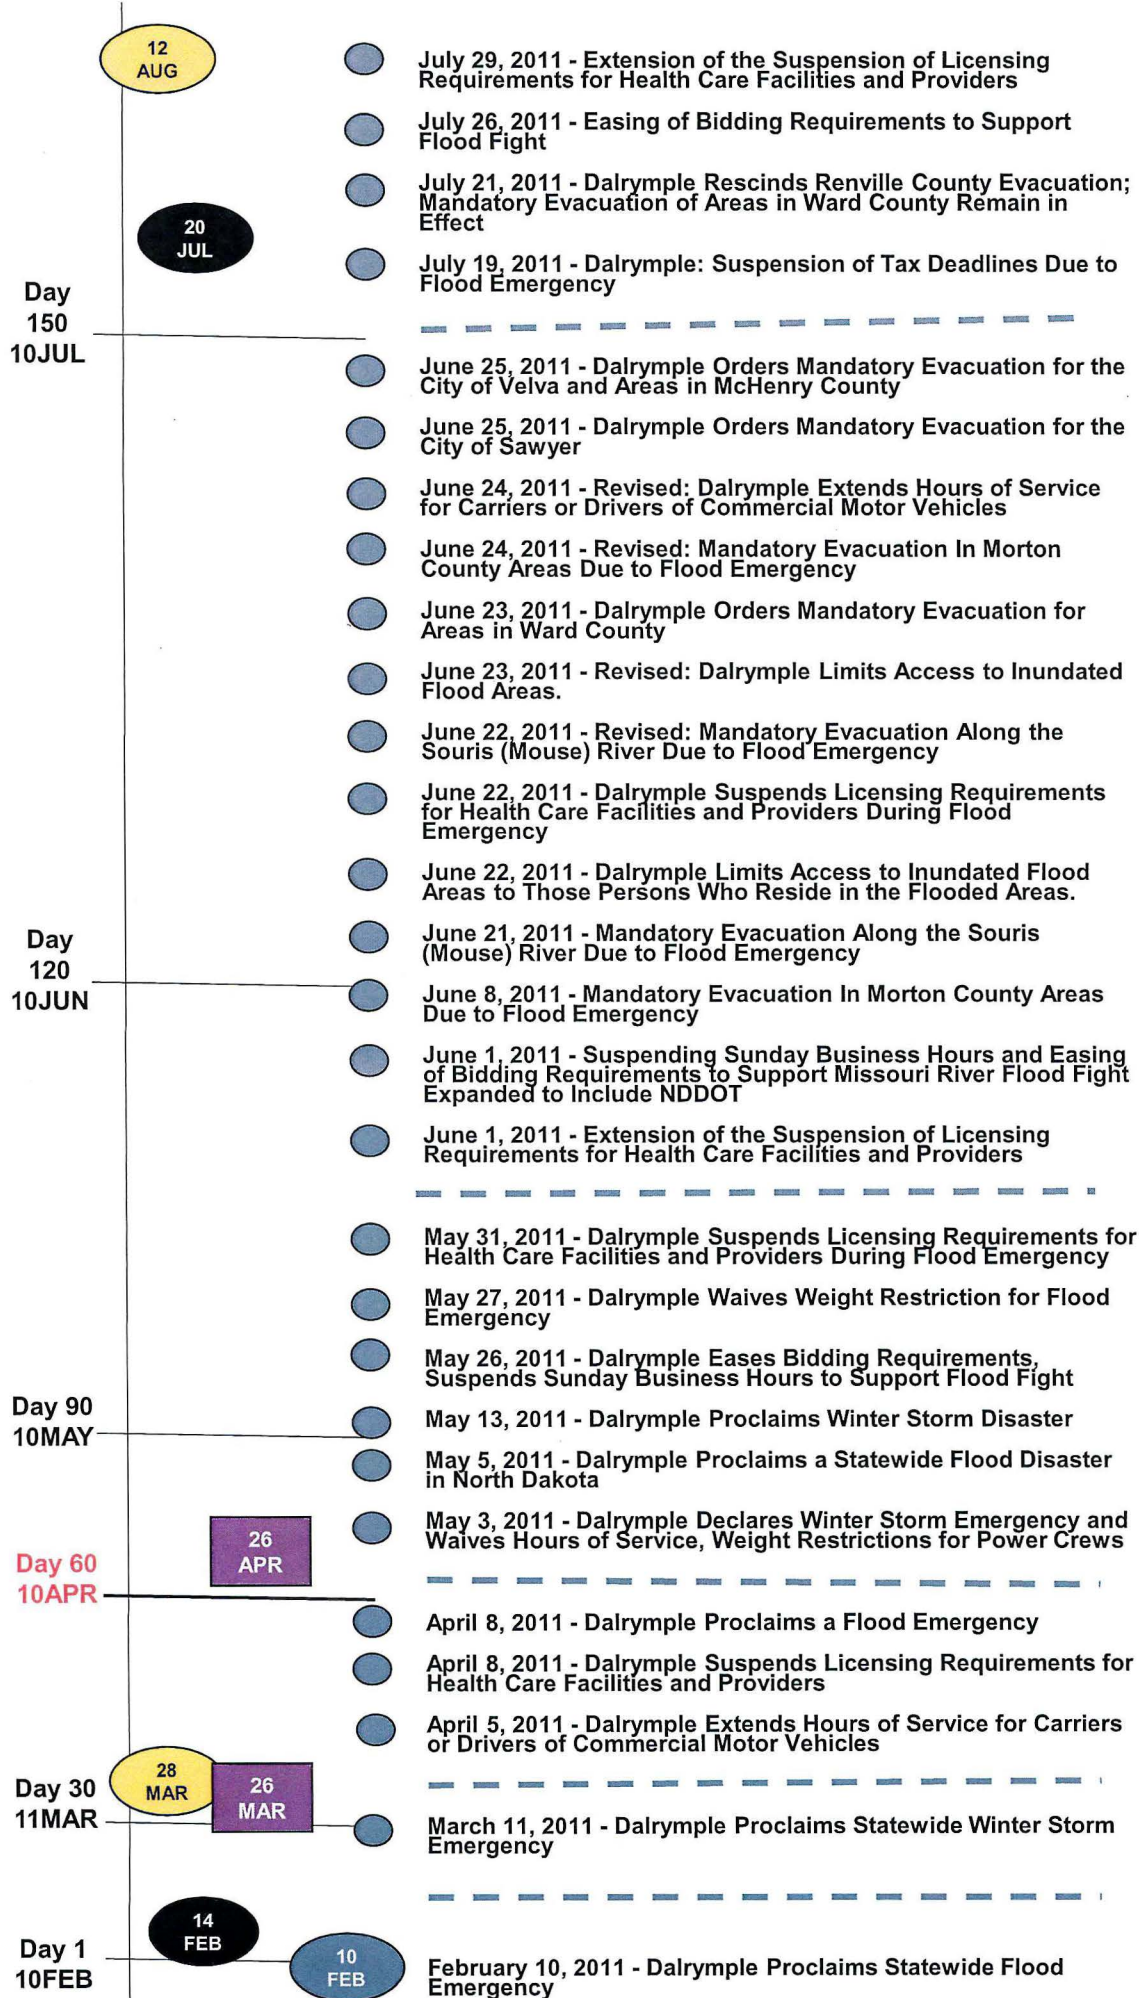 12
AUG
July 29, 2011 - Extension of the Suspension of Licensing
Requirements for Health Care Facilities and Providers
July 26, 2011 - Easing of Bidding Requirements to Support
Flood Fight
July 21, 2011 - Dalrymple Rescinds Renville County Evacuation;
Mandatory Evacuation of Areas in Ward County Remain in
Effect
20
JUL
July 19, 2011 - Dalrymple: Suspension of Tax Deadlines Due to
Flood Emergency
Day
150
10JUL
June 25, 2011 - Dalrymple Orders Mandatory Evacuation for the
City of Velva and Areas in McHenry County
June 25, 2011 - Dalrymple Orders Mandatory Evacuation for the
City of Sawyer
June 24, 2011 - Revised: Dalrymple Extends Hours of Service
for Carriers or Drivers of Commercial Motor Vehicles
June 24, 2011 - Revised: Mandatory Evacuation In Morton
County Areas Due to Flood Emergency
June 23, 2011 - Dalrymple Orders Mandatory Evacuation for
Areas in Ward County
June 23, 2011 - Revised: Dalrymple Limits Access to Inundated
Flood Areas.
June 22, 2011 - Revised: Mandatory Evacuation Along the
Souris (Mouse) River Due to Flood Emergency
June 22, 2011 - Dalrymple Suspends Licensing Requirements
for Health Care Facilities and Providers During Flood
Emergency
June 22, 2011 - Dalrymple Limits Access to Inundated Flood
Areas to Those Persons Who Reside in the Flooded Areas.
June 21, 2011 - Mandatory Evacuation Along the Souris
(Mouse) River Due to Flood Emergency
Day
120
10JUN
June 8, 2011 - Mandatory Evacuation In Morton County Areas
Due to Flood Emergency
June 1, 2011 - Suspending Sunday Business Hours and Easing
of Bidding Requirements to Support Missouri River Flood Fight
Expanded to Include NDDOT
June 1, 2011 - Extension of the Suspension of Licensing
Requirements for Health Care Facilities and Providers
May 31, 2011 - Dalrymple Suspends Licensing Requirements for
Health Care Facilities and Providers During Flood Emergency
May 27, 2011 - Dalrymple Waives Weight Restriction for Flood
Emergency
May 26, 2011 - Dalrymple Eases Bidding Requirements,
Suspends Sunday Business Hours to Support Flood Fight
Day 90
10MAY
May 13, 2011 - Dalrymple Proclaims Winter Storm Disaster
May 5, 2011 - Dalrymple Proclaims a Statewide Flood Disaster
in North Dakota
May 3, 2011 - Dalrymple Declares Winter Storm Emergency and
Waives Hours of Service, Weight Restrictions for Power Crews
26
APR
Day 60
10APR
April 8, 2011 - Dalrymple Proclaims a Flood Emergency
April 8, 2011 - Dalrymple Suspends Licensing Requirements for
Health Care Facilities and Providers
April 5, 2011 - Dalrymple Extends Hours of Service for Carriers
or Drivers of Commercial Motor Vehicles
28
MAR
26
MAR
Day 30
11MAR
March 11, 2011 - Dalrymple Proclaims Statewide Winter Storm
Emergency
14
FEB
Day 1
10FEB
10
FEB
February 10, 2011 - Dalrymple Proclaims Statewide Flood
Emergency